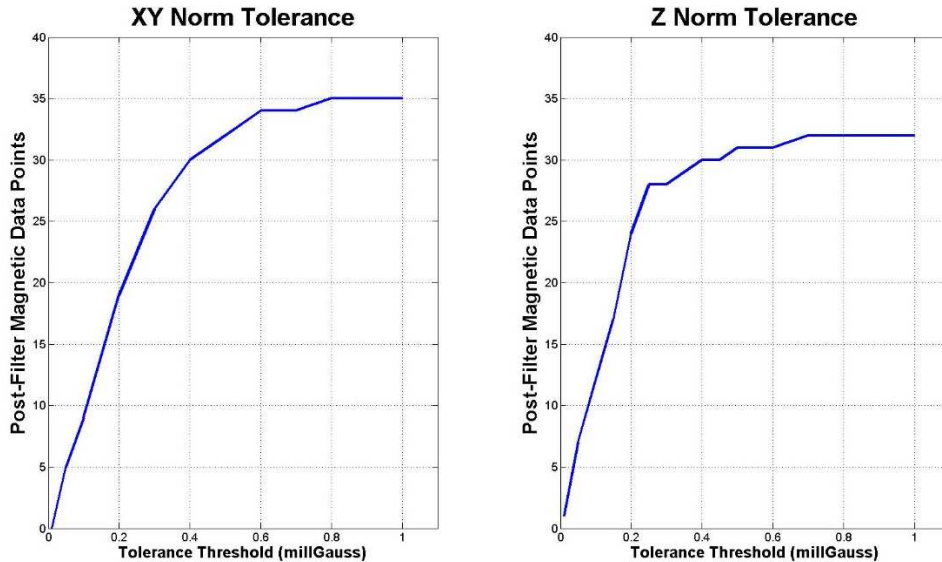 XY Norm Tolerance
Post-Filter Magnetic Data Points
40
35
30
25
20
15
10
5
0
0 0.2 0.4 0.6 0.8 1
Tolerance Threshold (millGauss)
Z Norm Tolerance
Post-Filter Magnetic Data Points
40
35
30
25
20
15
10
5
0
0 0.2 0.4 0.6 0.8 1
Tolerance Threshold (millGauss)